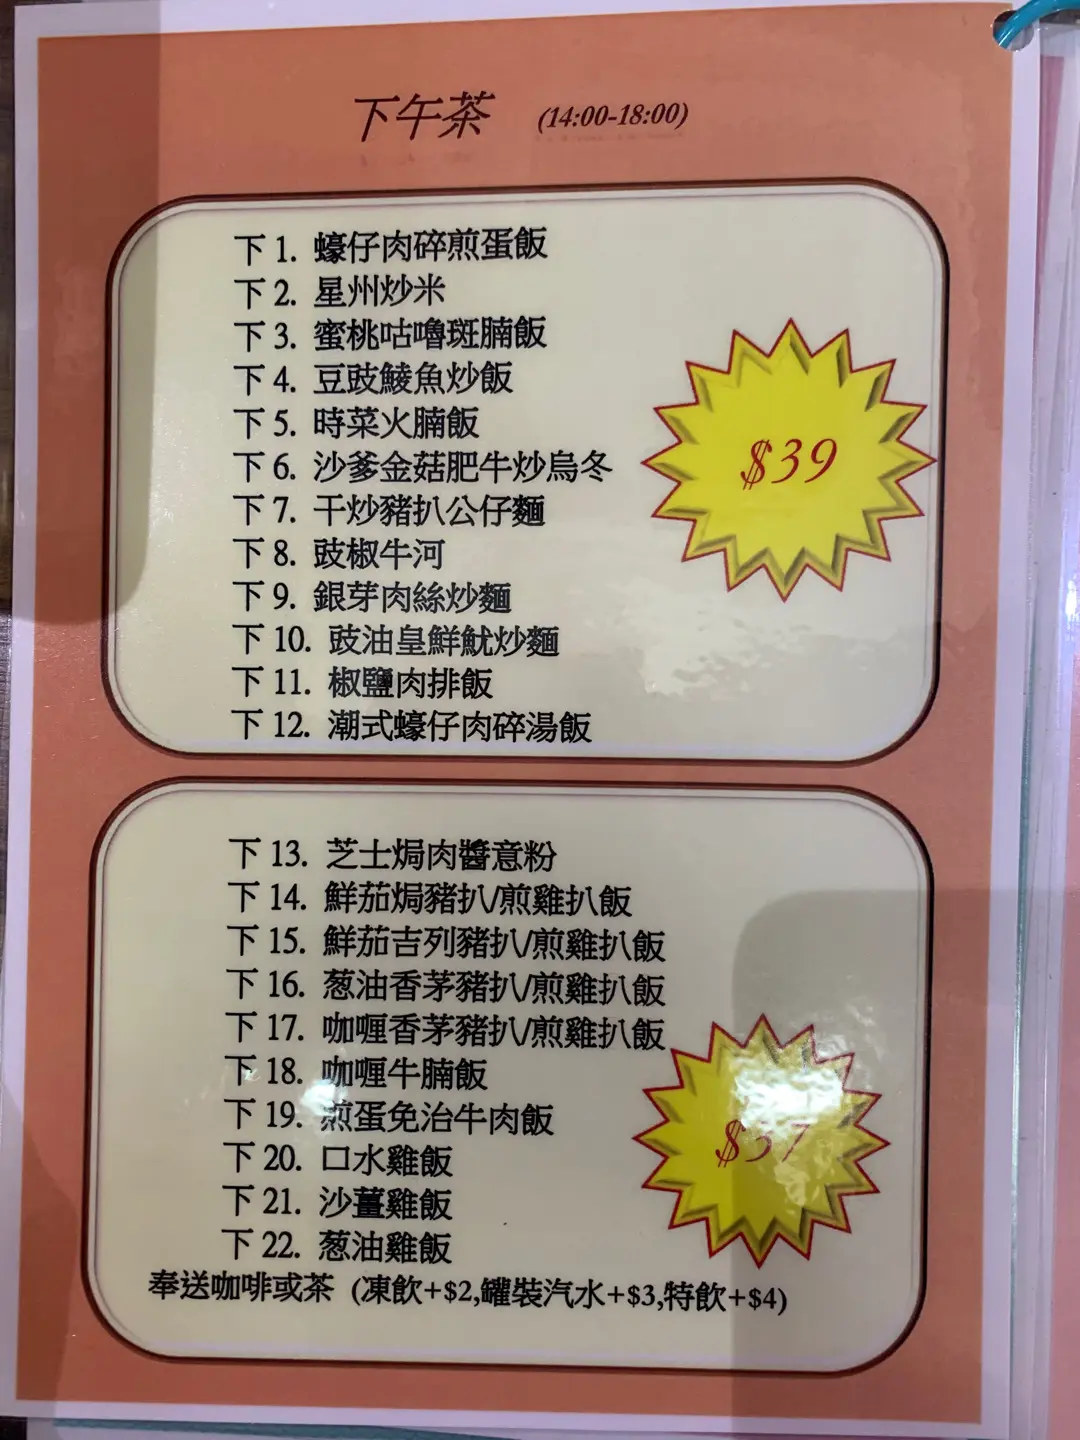 下午茶 (14:00-18:00)
下 1. 蠔仔肉碎煎蛋飯
下 2. 星州炒米
下 3. 蜜桃咕嚕斑腩飯
下 4. 豆豉鯪魚炒飯
下 5. 時菜火腩飯
下 6. 沙爹金菇肥牛炒烏冬
下 7. 干炒豬扒公仔麵
下 8. 豉椒牛河
下 9. 銀芽肉絲炒麵
下 10. 豉油皇鮮魷炒麵
下 11. 椒鹽肉排飯
下 12. 潮式蠔仔肉碎湯飯
$39
下 13. 芝士焗肉醬意粉
下 14. 鮮茄焗豬扒/煎雞扒飯
下 15. 鮮茄吉列豬扒/煎雞扒飯
下 16. 葱油香茅豬扒/煎雞扒飯
下 17. 咖喱香茅豬扒/煎雞扒飯
下 18. 咖喱牛腩飯
下 19. 煎蛋免治牛肉飯
下 20. 口水雞飯
下 21. 沙薑雞飯
下 22. 葱油雞飯
$37
奉送咖啡或茶 (凍飲+$2,罐裝汽水+$3,特飲+$4)